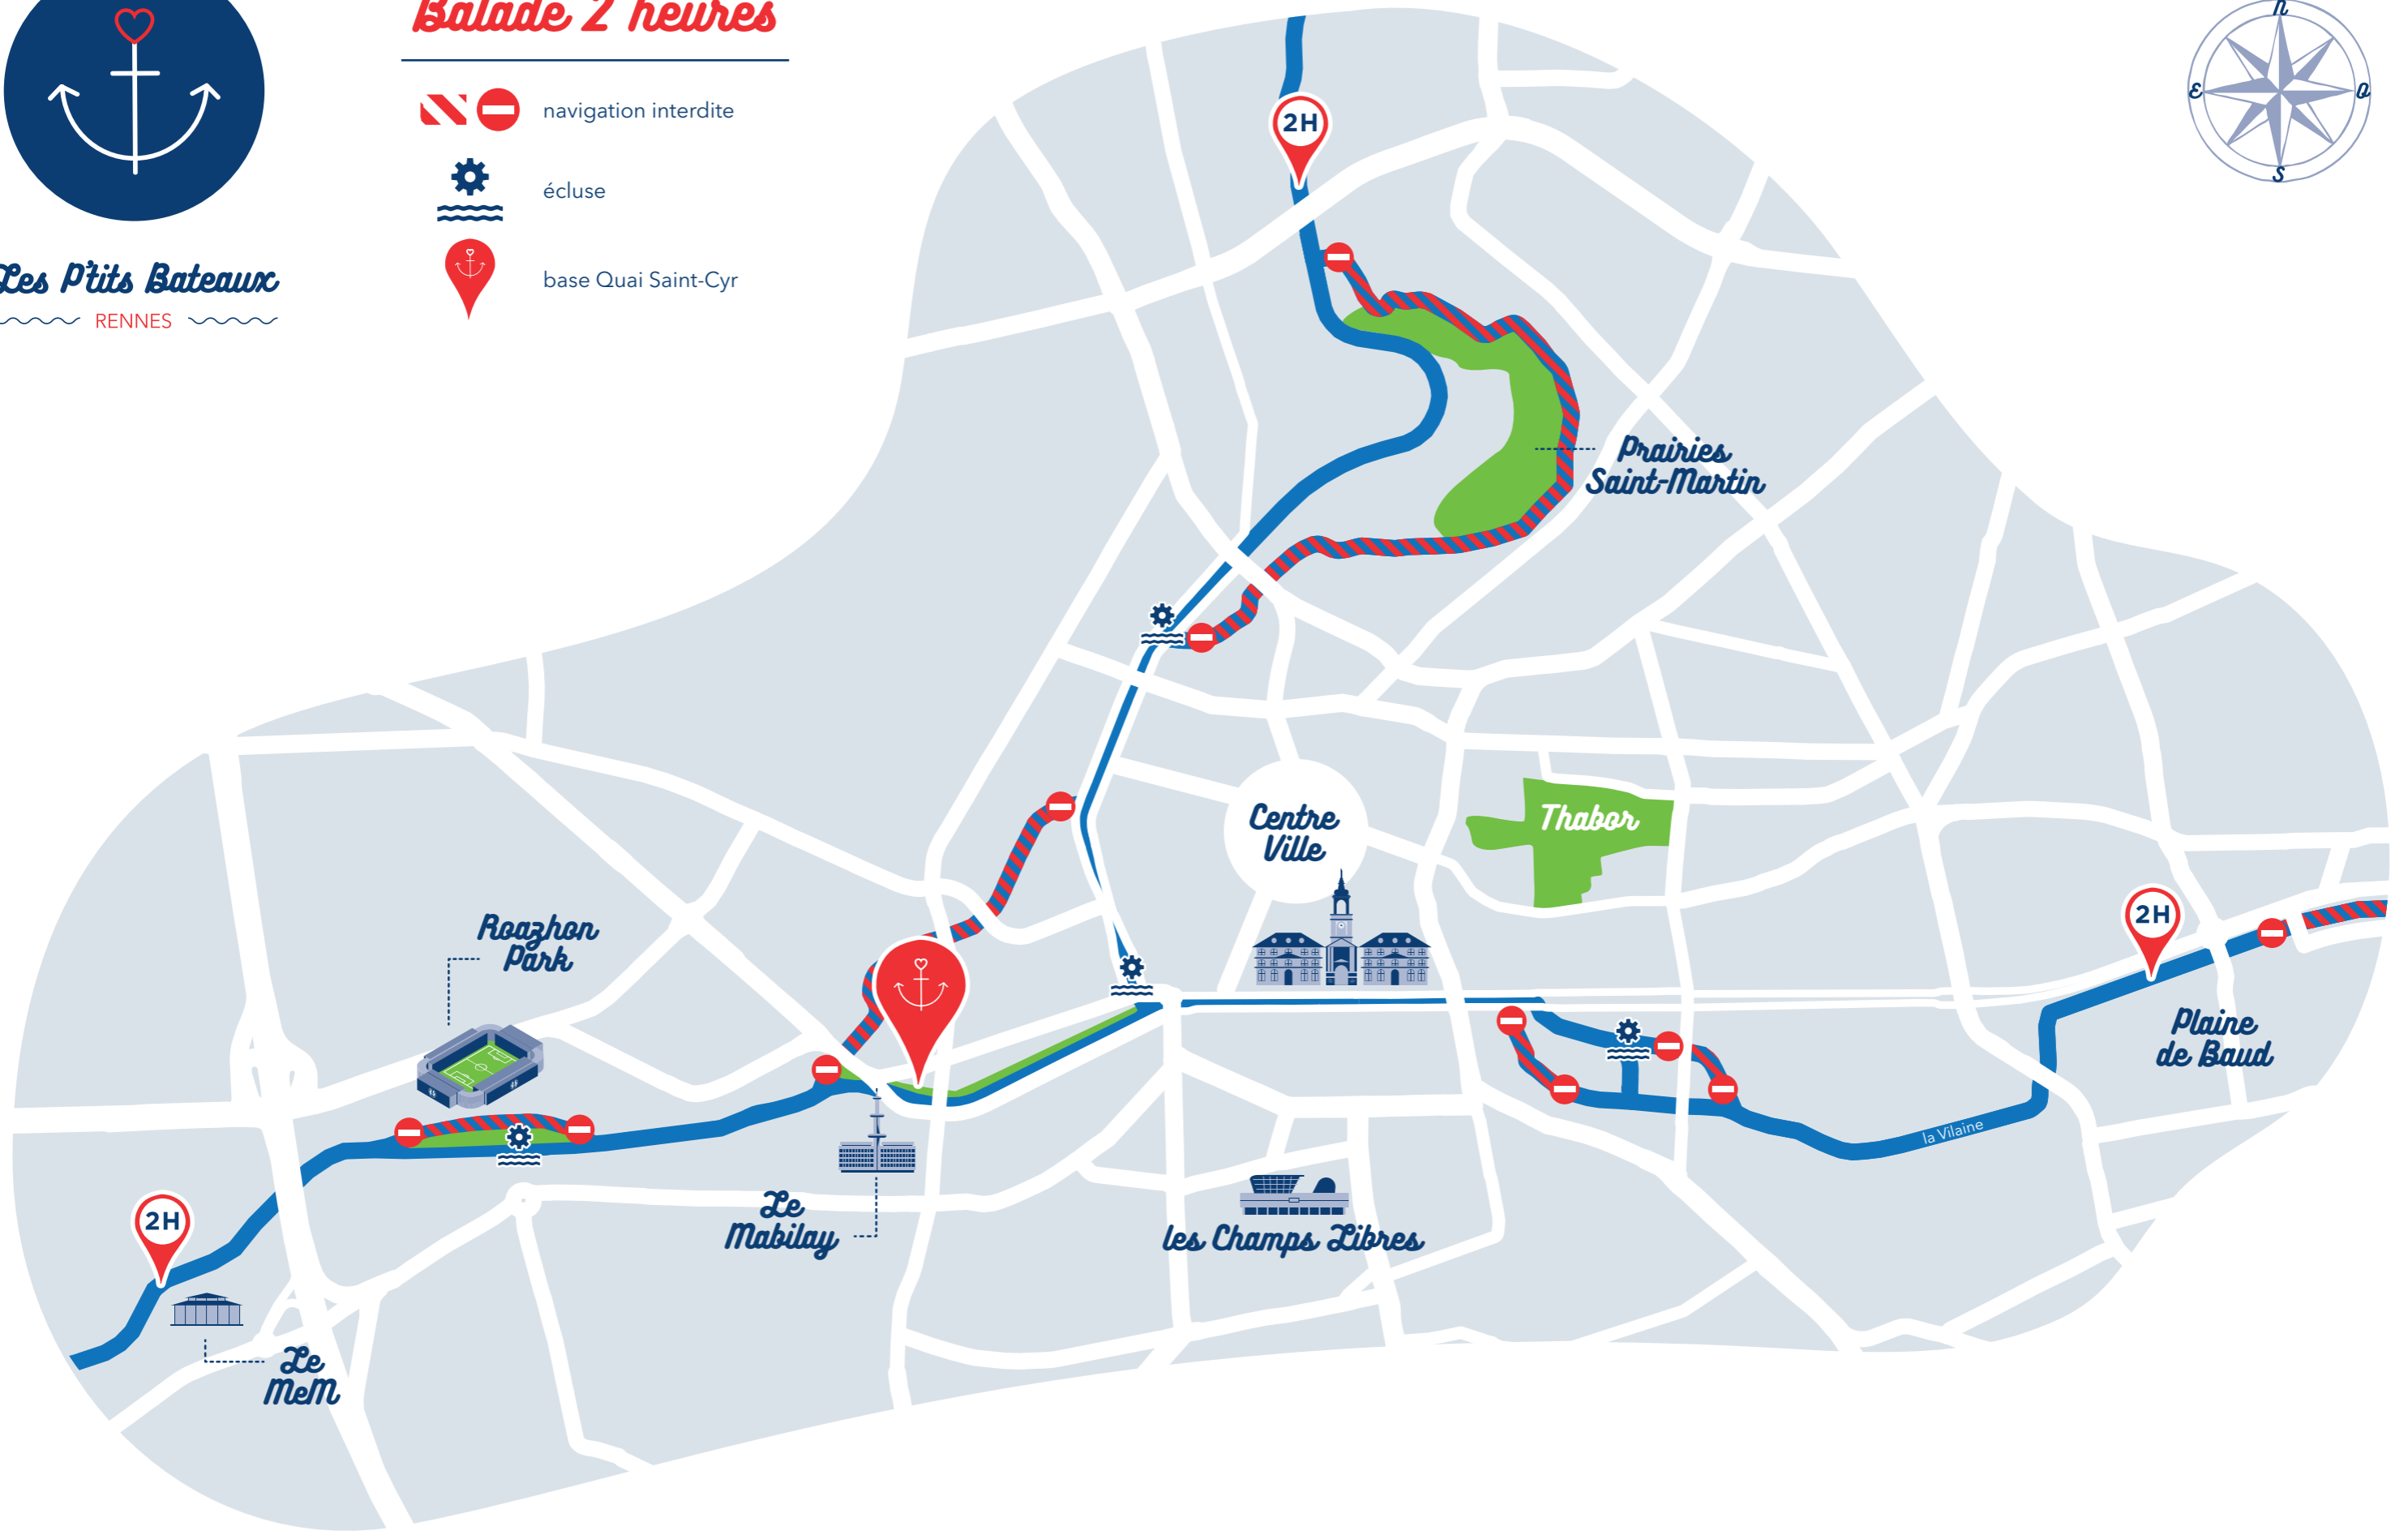 Balade 2 heures
navigation interdite
écluse
base Quai Saint-Cyr
Les P'tits Bateaux
RENNES
n
E
O
S
2H
Prairies
Saint-Martin
Centre
Ville
Thabor
2H
Roazhon
Park
Plaine
de Baud
la Vilaine
Le
Mabilay
les Champs Libres
2H
Le
MeM